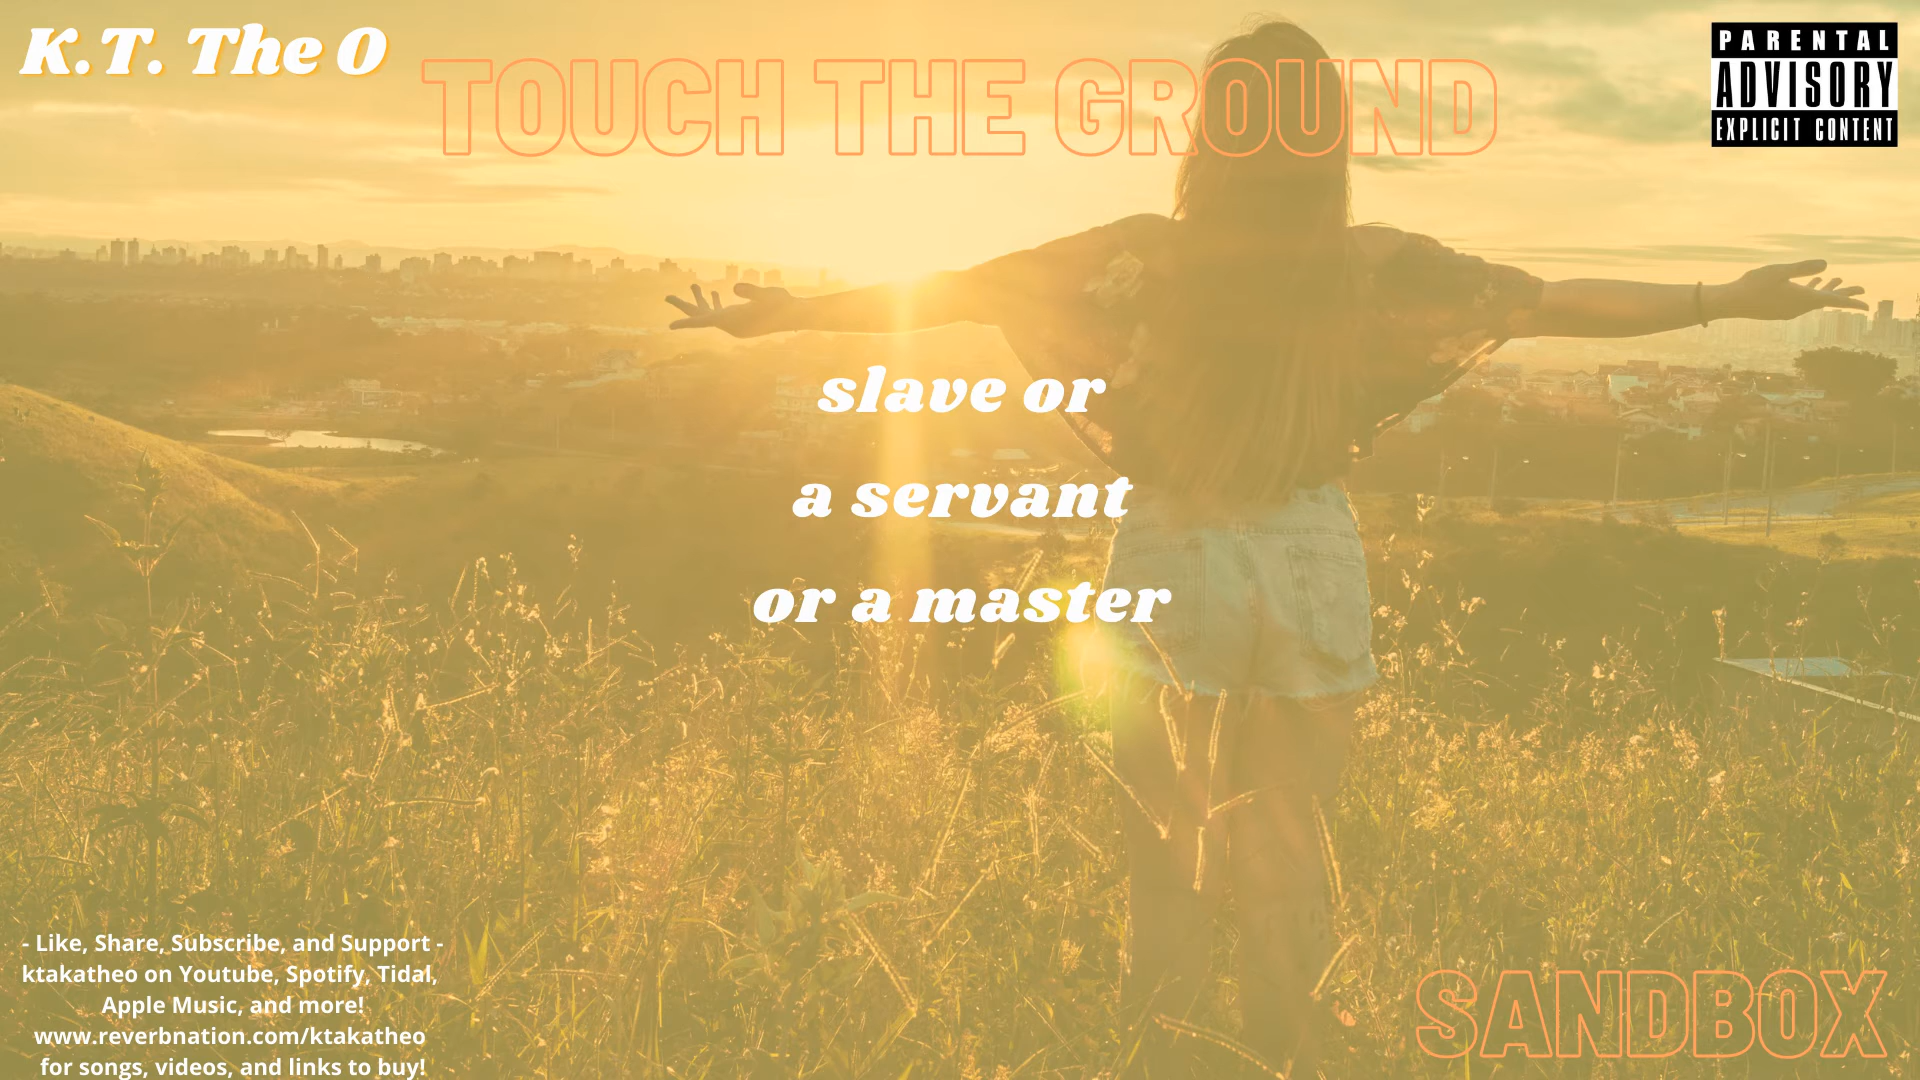 K.T. The O
TOUCH THE GROUND
PARENTAL
ADVISORY
EXPLICIT CONTENT
slave or
a servant
or a master
- Like, Share, Subscribe, and Support -
ktakatheo on Youtube, Spotify, Tidal,
Apple Music, and more!
www.reverbnation.com/ktakatheo
for songs, videos, and links to buy!
SANDBOX